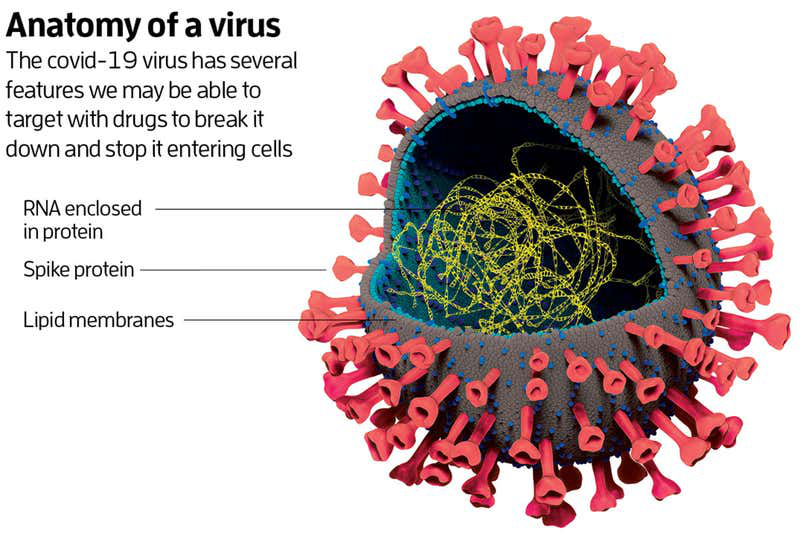 Anatomy of a virus
The covid-19 virus has several
features we may be able to
target with drugs to break it
down and stop it entering cells
RNA enclosed
in protein
Spike protein
Lipid membranes